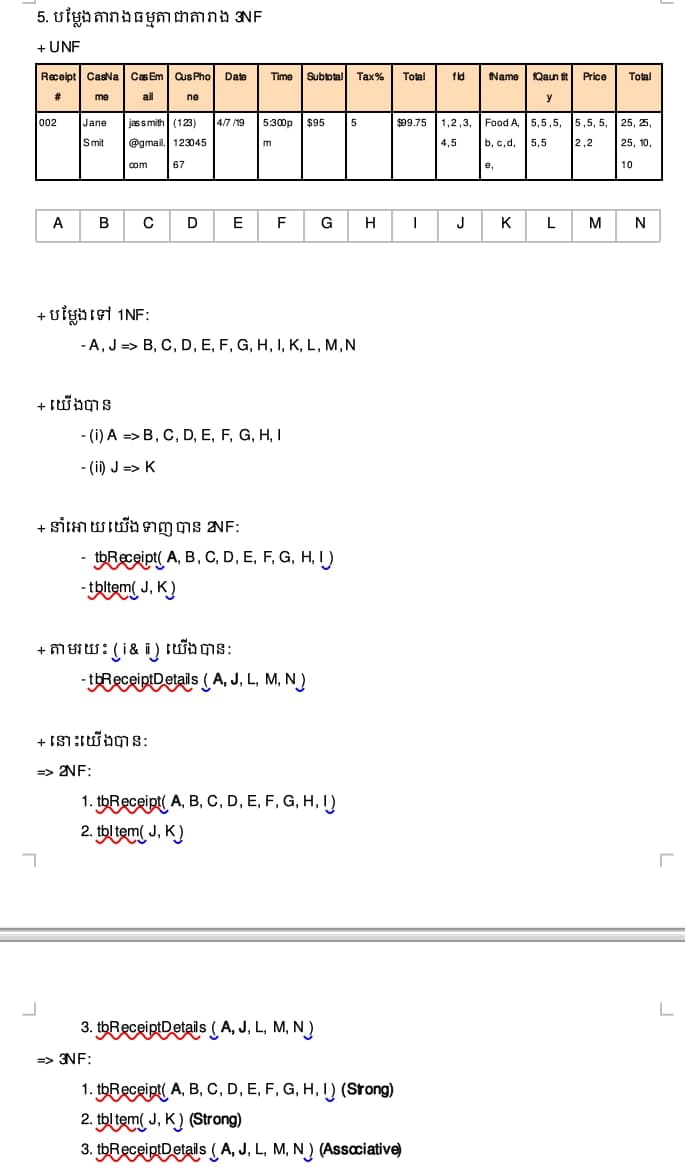 5. បម្លែងតារាងធម្មតាជាតារាង 3NF
+ UNF
Receipt # CasName CasEmail CusPhone Date Time Subtotal Tax% Total fId fName fQauntity Price Total
002 Jane Smit jassmith@gmail.com (123) 12304567 4/7/19 5:300pm $95 5 $99.75 1,2,3,4,5 Food A, b, c,d, e, 5,5,5,5,5 5,5,5,2,2 25, 25, 25, 10, 10
A B C D E F G H I J K L M N
+ បម្លែងទៅ 1NF:
- A, J => B, C, D, E, F, G, H, I, K, L, M,N
+ យើងបាន
- (i) A => B, C, D, E, F, G, H, I
- (ii) J => K
+ នាំអោយយើងទាញបាន 2NF:
- tbReceipt( A, B, C, D, E, F, G, H, I )
- tbItem( J, K )
+ តាមរយៈ ( i & ii ) យើងបាន:
- tbReceiptDetails ( A, J, L, M, N )
+ នោះយើងបាន:
=> 2NF:
1. tbReceipt( A, B, C, D, E, F, G, H, I )
2. tbItem( J, K )
3. tbReceiptDetails ( A, J, L, M, N )
=> 3NF:
1. tbReceipt( A, B, C, D, E, F, G, H, I ) (Strong)
2. tbItem( J, K ) (Strong)
3. tbReceiptDetails ( A, J, L, M, N ) (Associative)